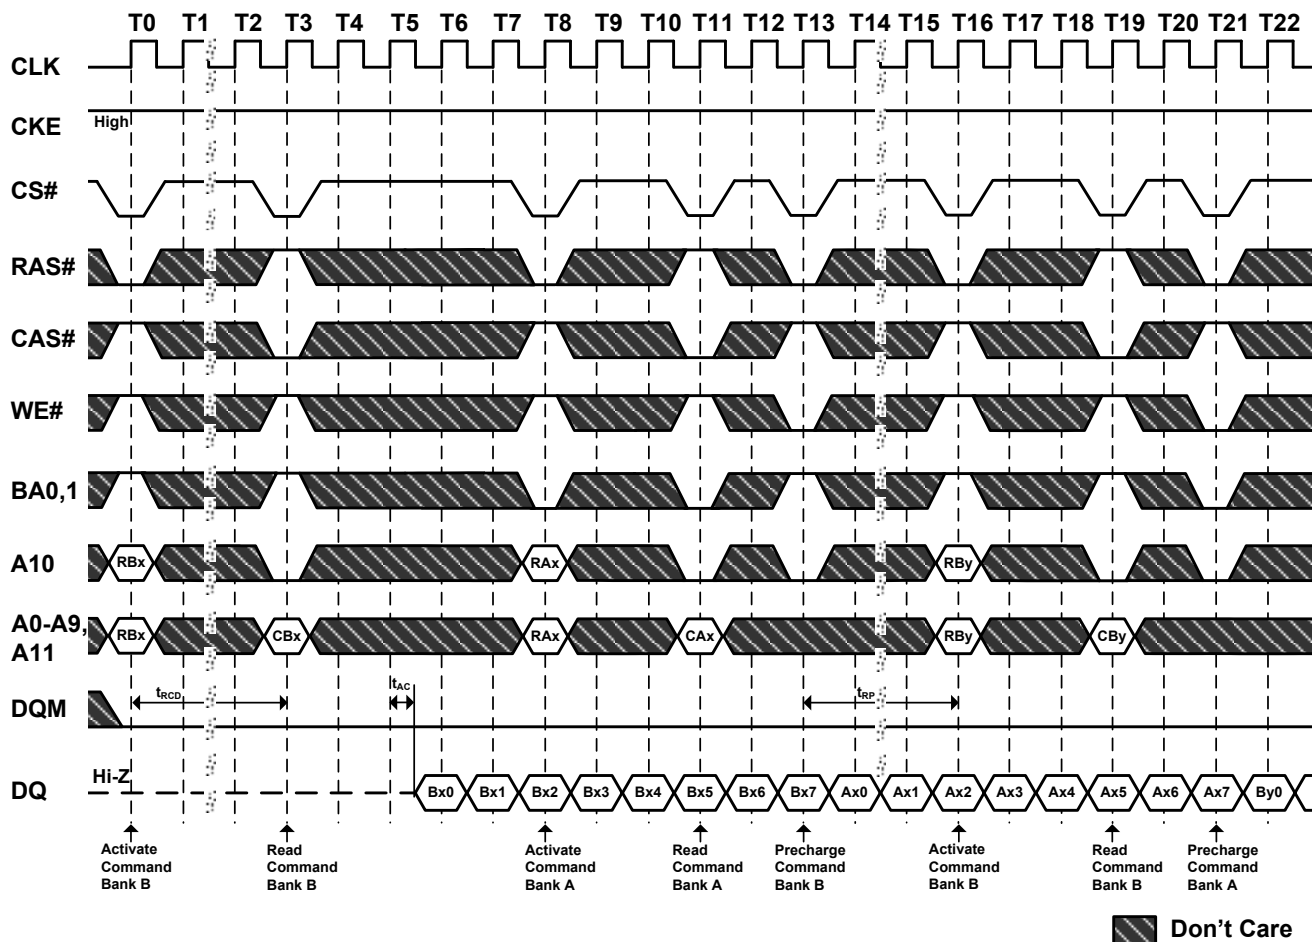 T0 T1 T2 T3 T4 T5 T6 T7 T8 T9 T10 T11 T12 T13 T14 T15 T16 T17 T18 T19 T20 T21 T22
CLK
CKE
High
CS#
RAS#
CAS#
WE#
BA0,1
A10
RBx RAx RBy
A0-A9,
A11
RBx CBx RAx CAx RBy CBy
DQM
tRCD tAC tRP
DQ
Hi-Z
Bx0 Bx1 Bx2 Bx3 Bx4 Bx5 Bx6 Bx7 Ax0 Ax1 Ax2 Ax3 Ax4 Ax5 Ax6 Ax7 By0
Activate
Command
Bank B
Read
Command
Bank B
Activate
Command
Bank A
Read
Command
Bank A
Precharge
Command
Bank B
Activate
Command
Bank B
Read
Command
Bank B
Precharge
Command
Bank A
Don't Care